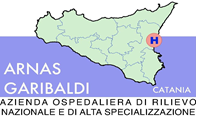 H
ARNAS
GARIBALDI
CATANIA
AZIENDA OSPEDALIERA DI RILIEVO
NAZIONALE E DI ALTA SPECIALIZZAZIONE